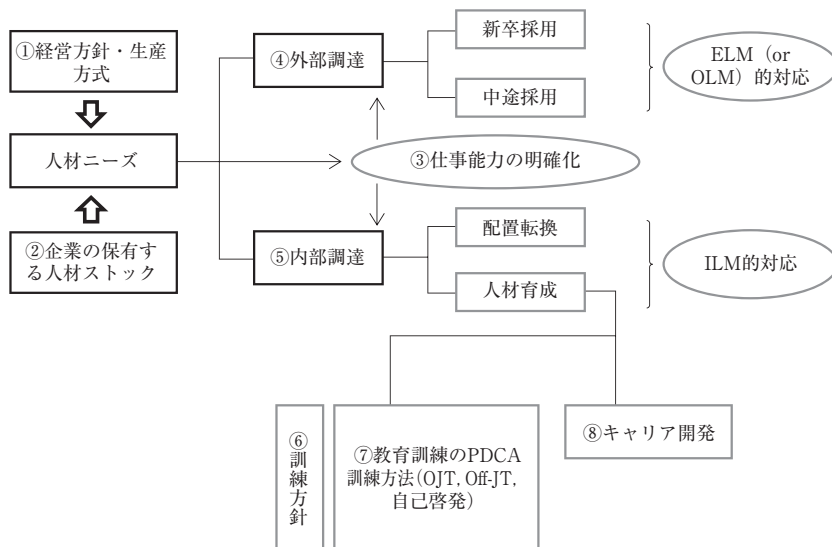 ①経営方針・生産
方式
人材ニーズ
②企業の保有す
る人材ストック
④外部調達
新卒採用
中途採用
ELM（or
OLM）的対応
③仕事能力の明確化
⑤内部調達
配置転換
人材育成
ILM的対応
⑥訓練方針
⑦教育訓練のPDCA
訓練方法（OJT, Off-JT,
自己啓発）
⑧キャリア開発